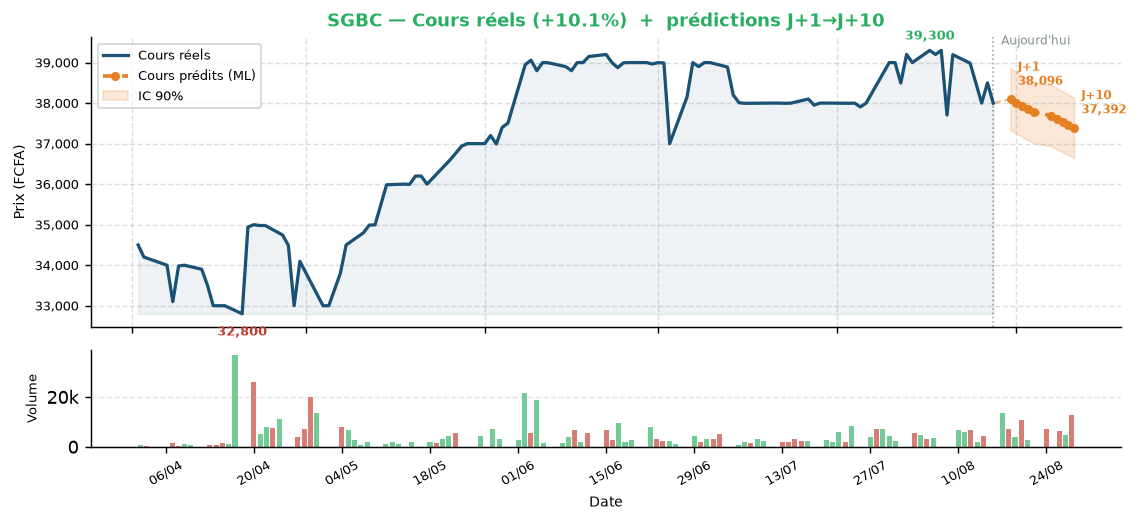 SGBC — Cours réels (+10.1%)  +  prédictions J+1→J+10
Cours réels
Cours prédits (ML)
IC 90%
39,300
Aujourd'hui
J+1
38,096
J+10
37,392
32,800
Prix (FCFA)
39,000
38,000
37,000
36,000
35,000
34,000
33,000
Volume
20k
0
06/04
20/04
04/05
18/05
01/06
15/06
29/06
13/07
27/07
10/08
24/08
Date